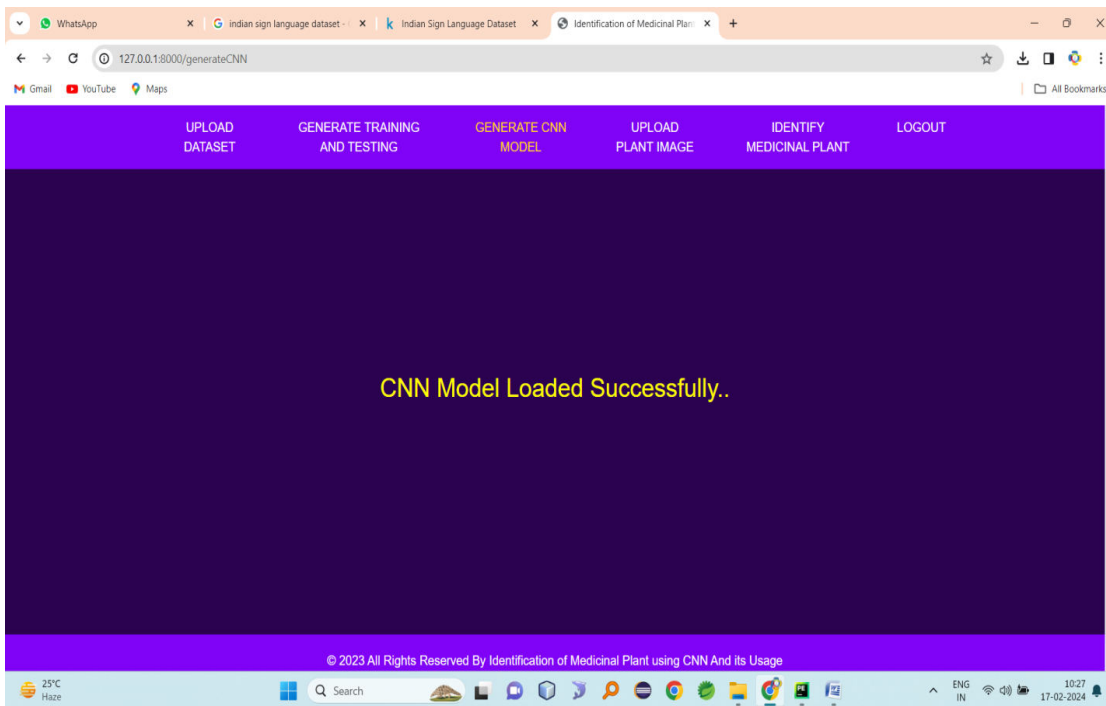 WhatsApp
indian sign language dataset -
Indian Sign Language Dataset
Identification of Medicinal Plan
127.0.0.1:8000/generateCNN
Gmail
YouTube
Maps
All Bookmarks
UPLOAD
DATASET
GENERATE TRAINING
AND TESTING
GENERATE CNN
MODEL
UPLOAD
PLANT IMAGE
IDENTIFY
MEDICINAL PLANT
LOGOUT
CNN Model Loaded Successfully..
© 2023 All Rights Reserved By Identification of Medicinal Plant using CNN And its Usage
25°C
Haze
Search
ENG
IN
10:27
17-02-2024